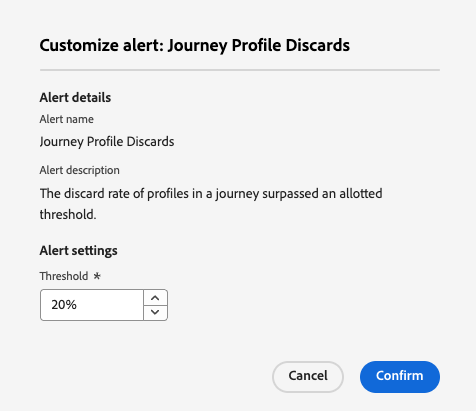 Customize alert: Journey Profile Discards
Alert details
Alert name
Journey Profile Discards
Alert description
The discard rate of profiles in a journey surpassed an allotted
threshold.
Alert settings
Threshold *
20%
Cancel
Confirm